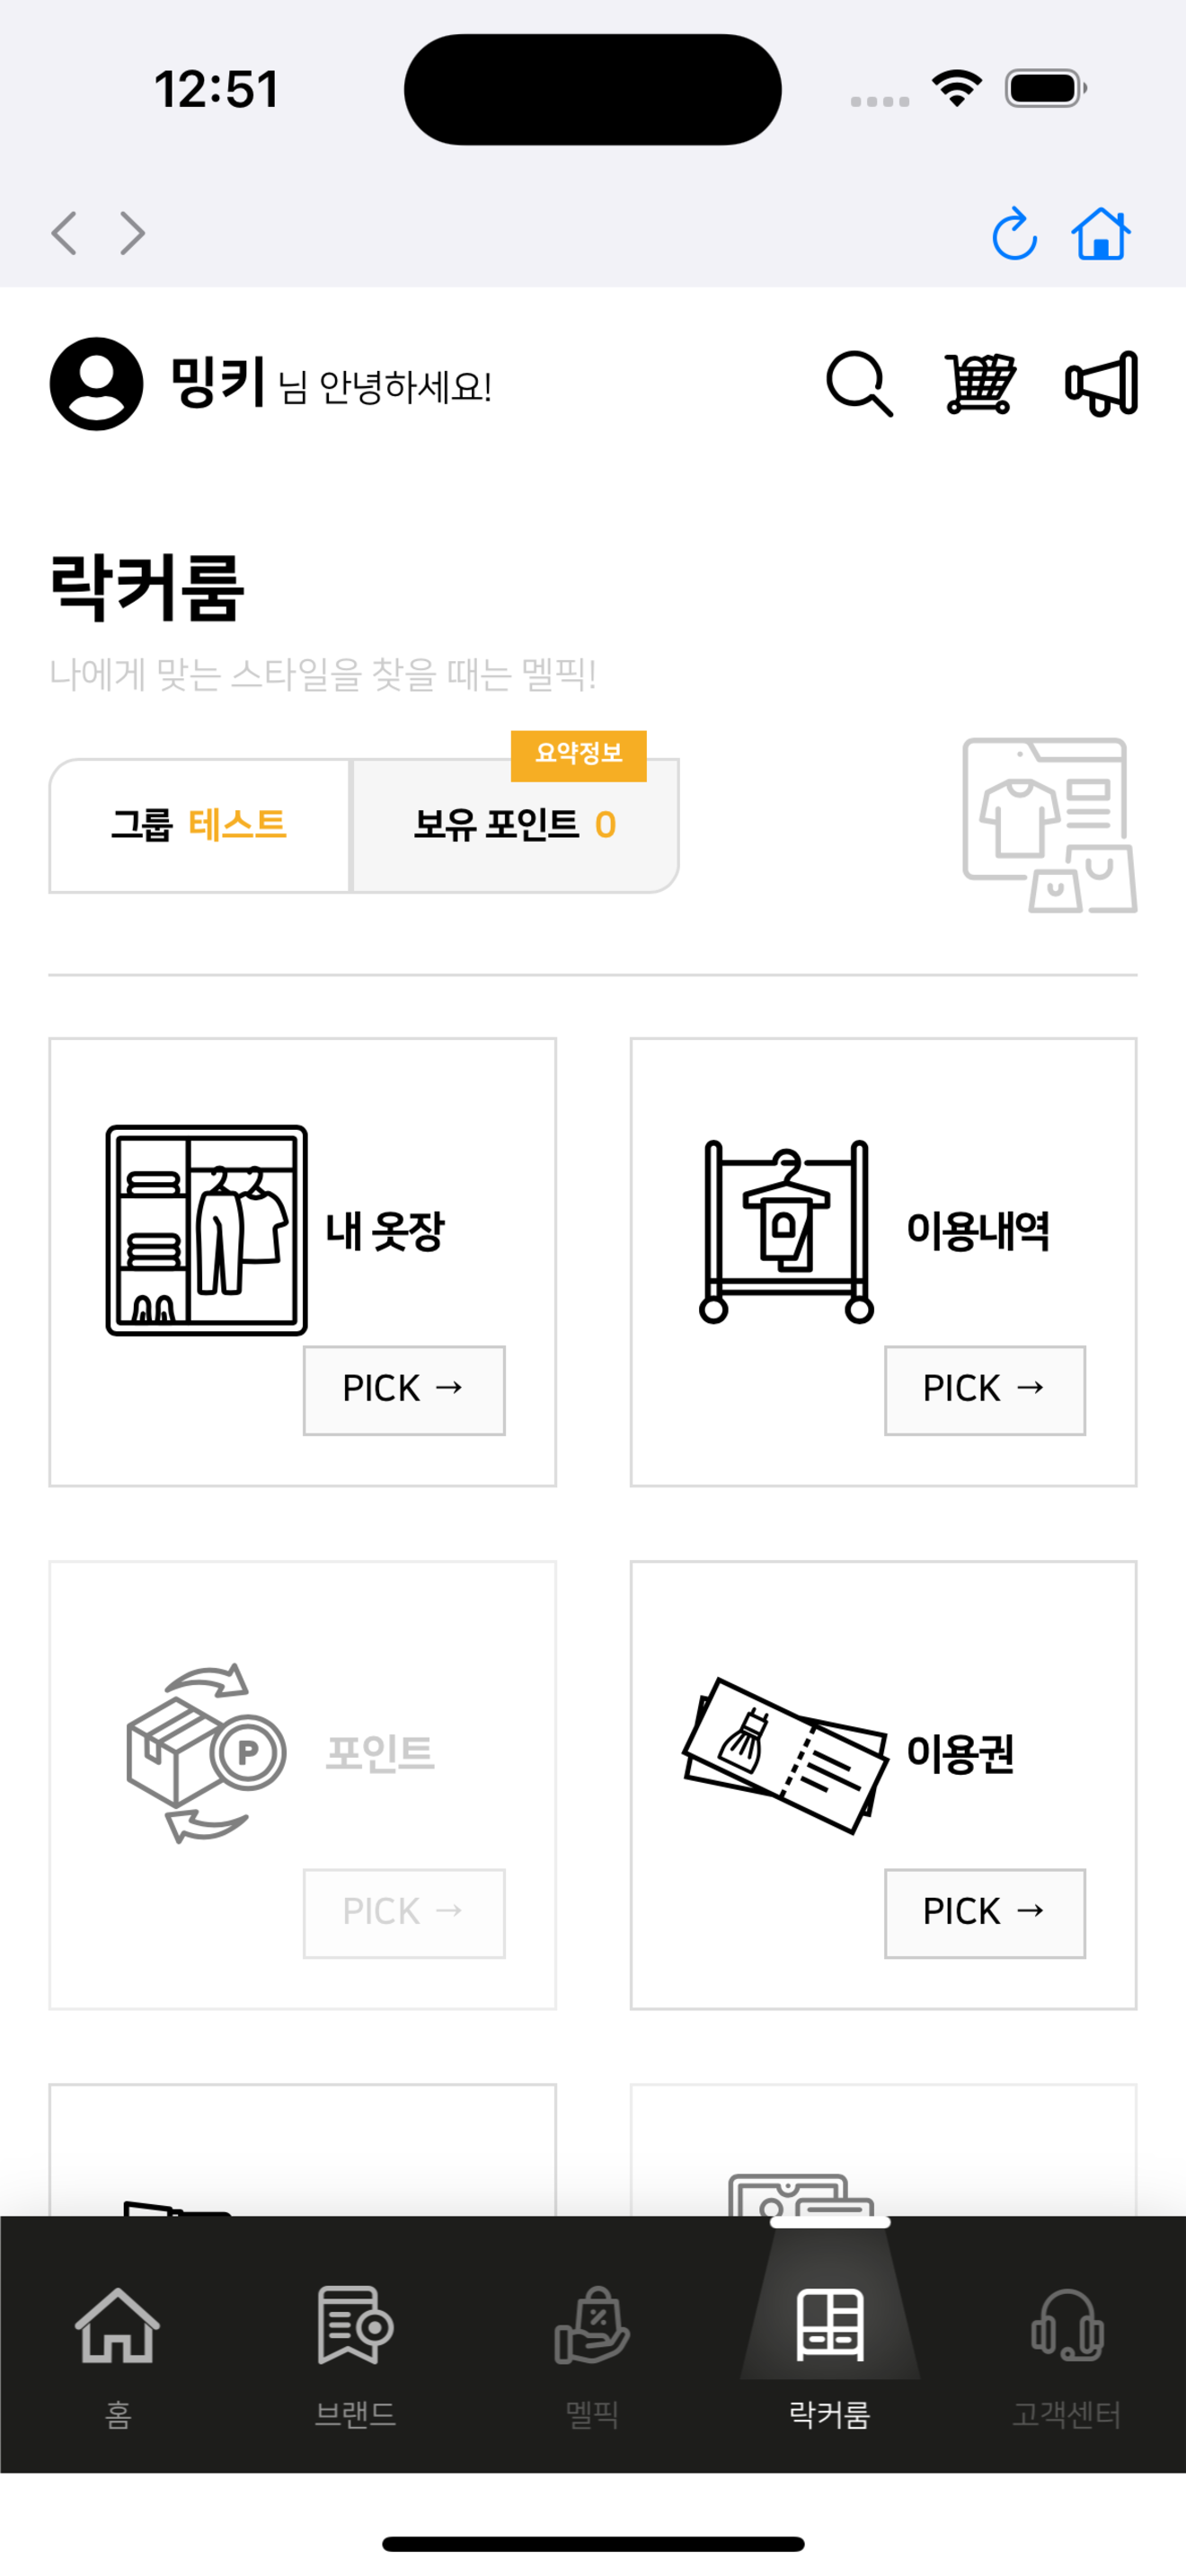 12:51
밍키 님 안녕하세요!
락커룸
나에게 맞는 스타일을 찾을 때는 멜픽!
요약정보
그룹 테스트
보유 포인트 0
내 옷장
PICK →
이용내역
PICK →
P
포인트
PICK →
이용권
PICK →
홈
브랜드
멜픽
락커룸
고객센터